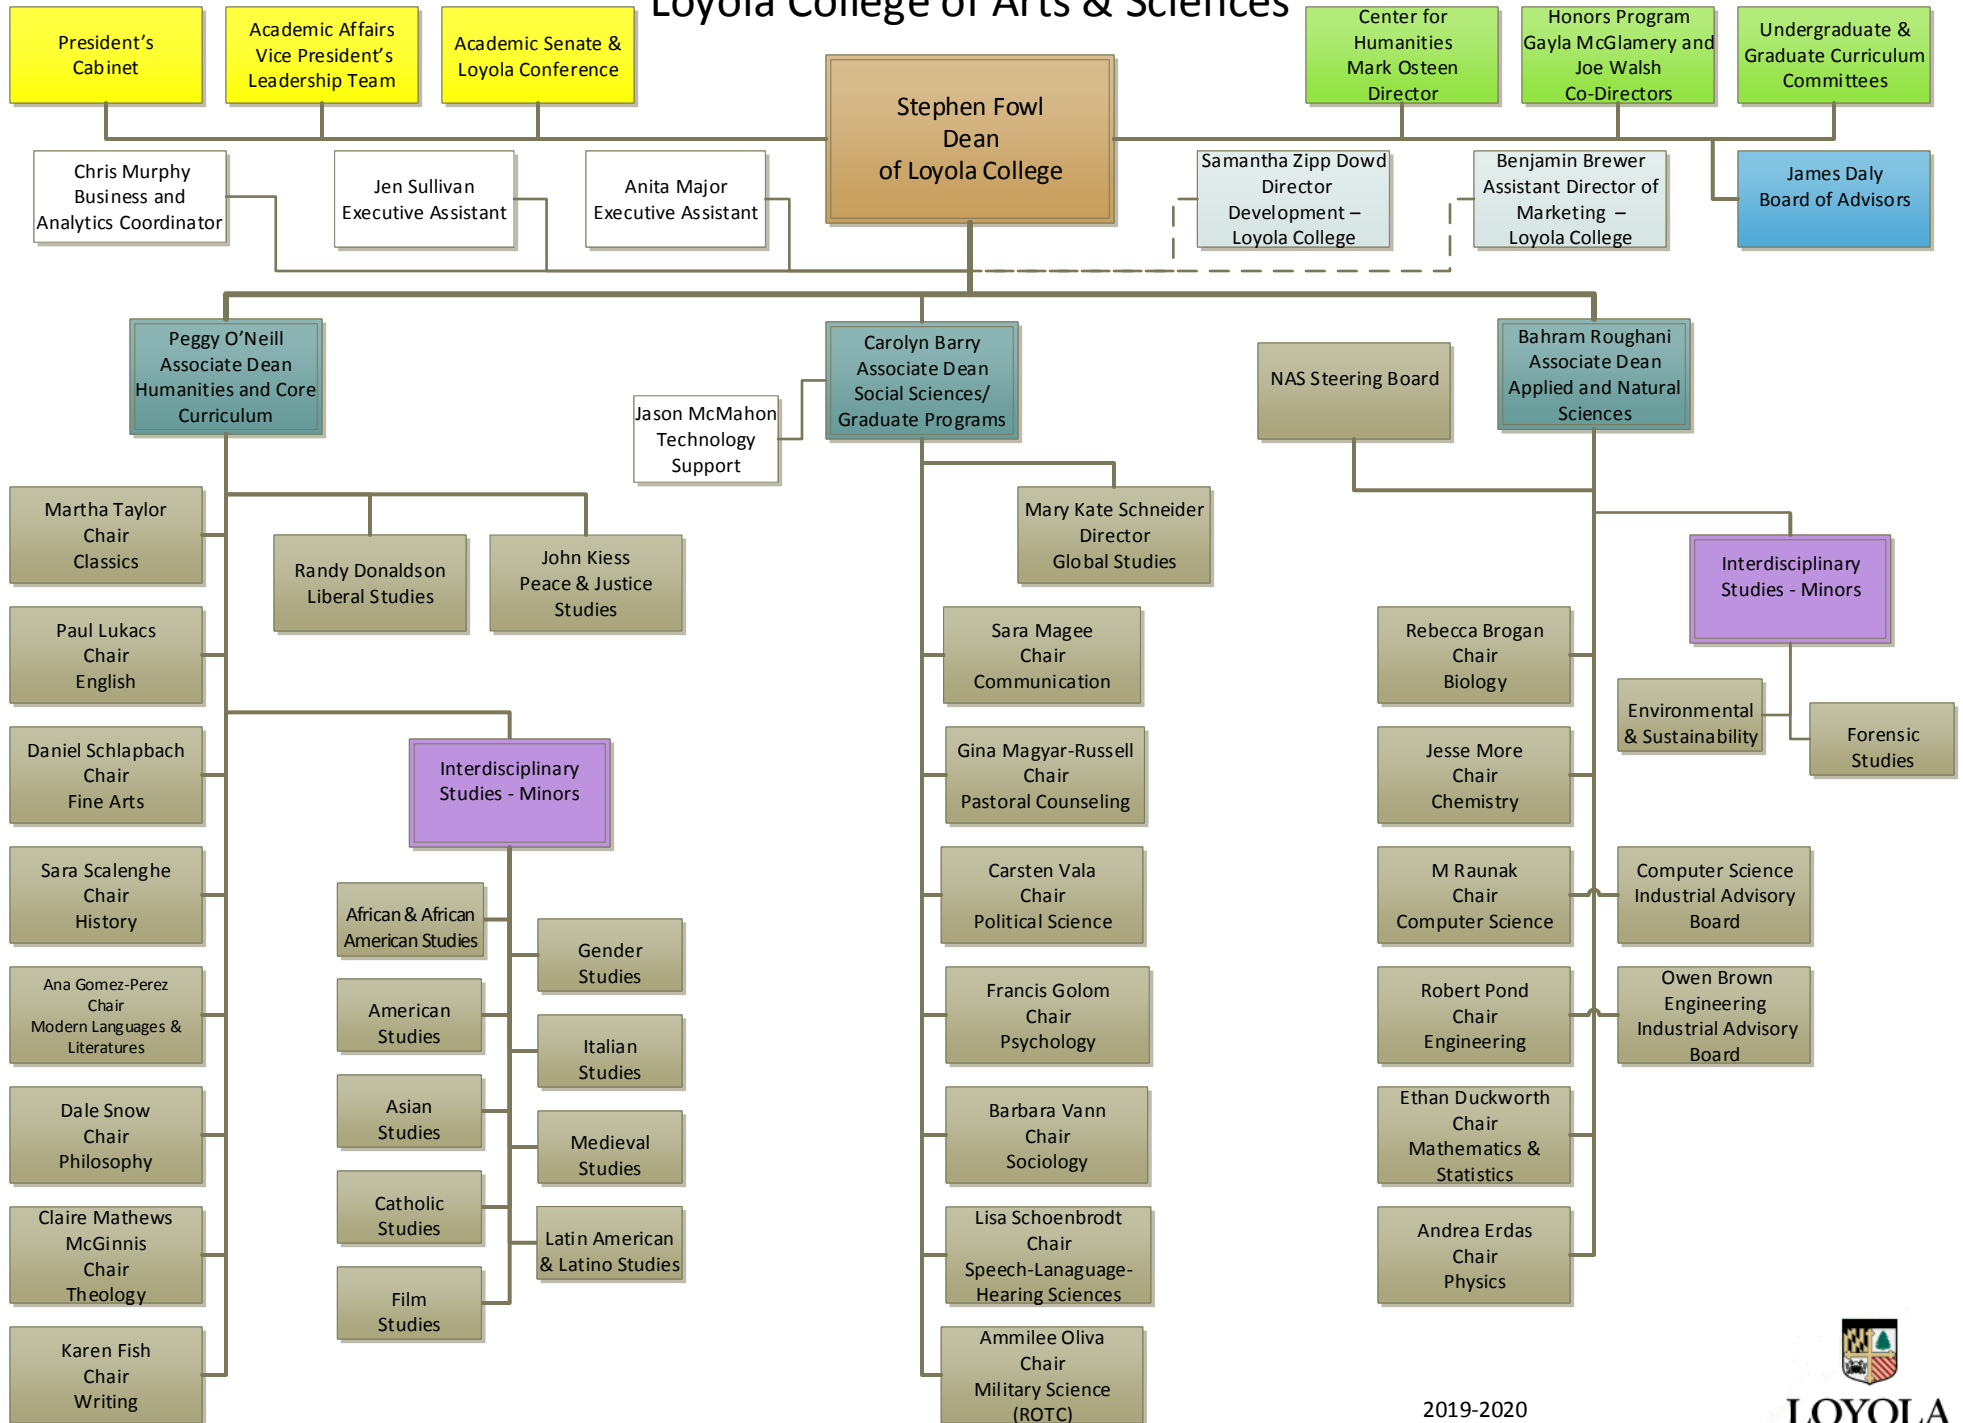 Loyola College of Arts & Sciences
President’s
Cabinet
Academic Affairs
Vice President’s
Leadership Team
Academic Senate &
Loyola Conference
Stephen Fowl
Dean
of Loyola College
Center for
Humanities
Mark Osteen
Director
Honors Program
Gayla McGlamery and
Joe Walsh
Co-Directors
Undergraduate &
Graduate Curriculum
Committees
Chris Murphy
Business and
Analytics Coordinator
Jen Sullivan
Executive Assistant
Anita Major
Executive Assistant
Samantha Zipp Dowd
Director
Development –
Loyola College
Benjamin Brewer
Assistant Director of
Marketing –
Loyola College
James Daly
Board of Advisors
Peggy O’Neill
Associate Dean
Humanities and Core
Curriculum
Carolyn Barry
Associate Dean
Social Sciences/
Graduate Programs
Jason McMahon
Technology
Support
NAS Steering Board
Bahram Roughani
Associate Dean
Applied and Natural
Sciences
Martha Taylor
Chair
Classics
Randy Donaldson
Liberal Studies
John Kiess
Peace & Justice
Studies
Paul Lukacs
Chair
English
Daniel Schlapbach
Chair
Fine Arts
Sara Scalenghe
Chair
History
Ana Gomez-Perez
Chair
Modern Languages &
Literatures
Dale Snow
Chair
Philosophy
Claire Mathews
McGinnis
Chair
Theology
Karen Fish
Chair
Writing
Interdisciplinary
Studies - Minors
African & African
American Studies
Gender
Studies
American
Studies
Italian
Studies
Asian
Studies
Medieval
Studies
Catholic
Studies
Latin American
& Latino Studies
Film
Studies
Mary Kate Schneider
Director
Global Studies
Sara Magee
Chair
Communication
Gina Magyar-Russell
Chair
Pastoral Counseling
Carsten Vala
Chair
Political Science
Francis Golom
Chair
Psychology
Barbara Vann
Chair
Sociology
Lisa Schoenbrodt
Chair
Speech-Lanaguage-
Hearing Sciences
Ammilee Oliva
Chair
Military Science
(ROTC)
Interdisciplinary
Studies - Minors
Environmental
& Sustainability
Forensic
Studies
Rebecca Brogan
Chair
Biology
Jesse More
Chair
Chemistry
M Raunak
Chair
Computer Science
Computer Science
Industrial Advisory
Board
Robert Pond
Chair
Engineering
Owen Brown
Engineering
Industrial Advisory
Board
Ethan Duckworth
Chair
Mathematics &
Statistics
Andrea Erdas
Chair
Physics
2019-2020
LOYOLA